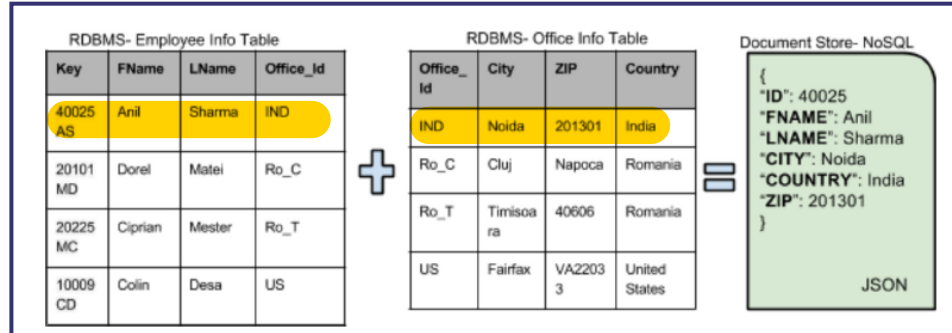 RDBMS- Employee Info Table
Key FName LName Office_Id
40025 Anil Sharma IND
AS
20101 Dorel Matei Ro_C
MD
20225 Ciprian Mester Ro_T
MC
10009 Colin Desa US
CD
RDBMS- Office Info Table
Office_ City ZIP Country
Id
IND Noida 201301 India
Ro_C Cluj Napoca Romania
Ro_T Timisoa 40606 Romania
ra
US Fairfax VA2203 United
3 States
Document Store- NoSQL
{
"ID": 40025
"FNAME": Anil
"LNAME": Sharma
"CITY": Noida
"COUNTRY": India
"ZIP": 201301
}
JSON